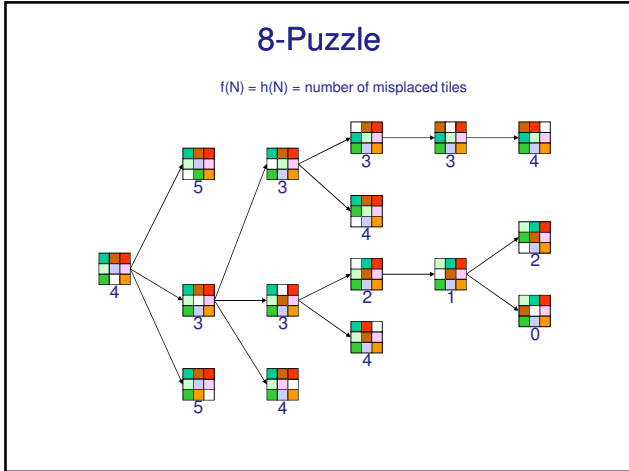 8-Puzzle
f(N) = h(N) = number of misplaced tiles
3 3 4
5 3
4
2
4
2 1
3 3
4 0
5 4